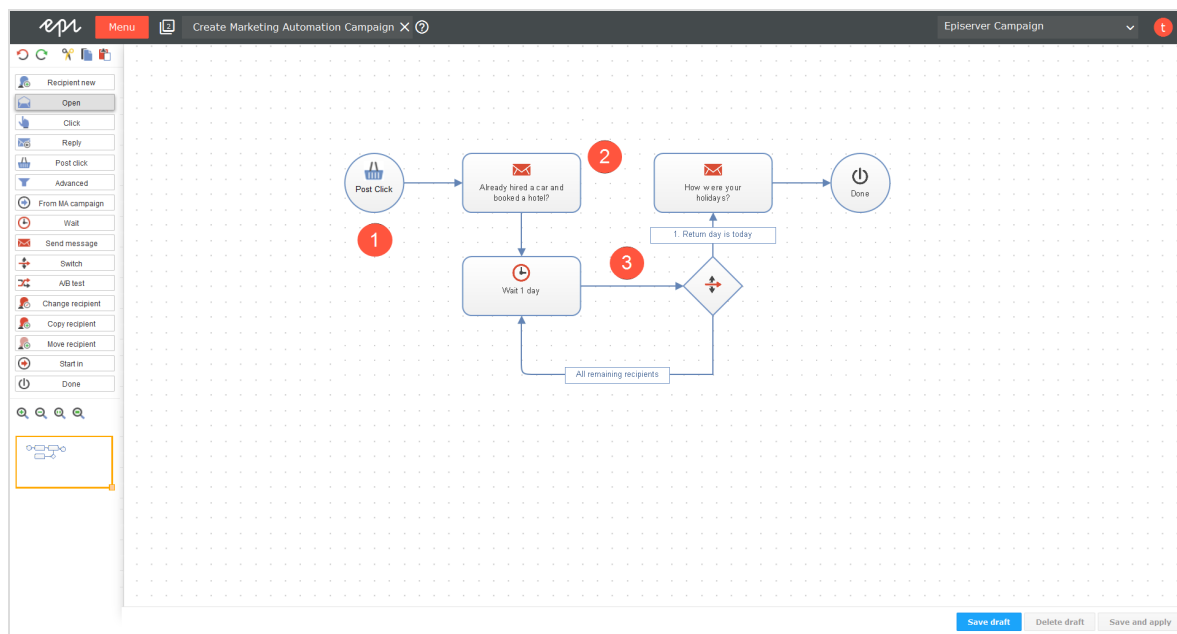 epi
Menu
2
Create Marketing Automation Campaign
Episerver Campaign
t
Recipient new
Open
Click
Reply
Post click
Advanced
From MA campaign
Wait
Send message
Switch
A/B test
Change recipient
Copy recipient
Move recipient
Start in
Done
Post Click
1
Already hired a car and
booked a hotel?
2
How were your
holidays?
Done
1. Return day is today
Wait 1 day
3
All remaining recipients
Save draft
Delete draft
Save and apply